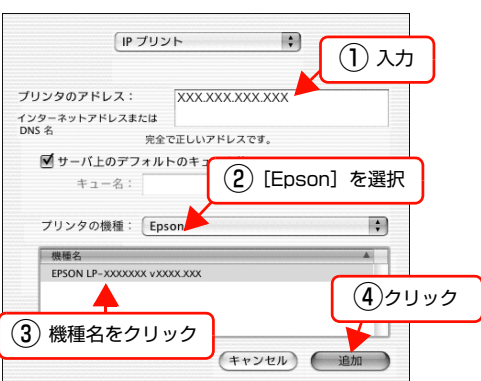 IP プリント
① 入力
プリンタのアドレス：
XXX.XXX.XXX.XXX
インターネットアドレスまたは
DNS 名
完全で正しいアドレスです。
サーバ上のデフォルトのキュ
キュー名：
② ［Epson］を選択
プリンタの機種：
Epson
機種名
EPSON LP-XXXXXXX vXXXX.XXX
④クリック
③ 機種名をクリック
キャンセル
追加